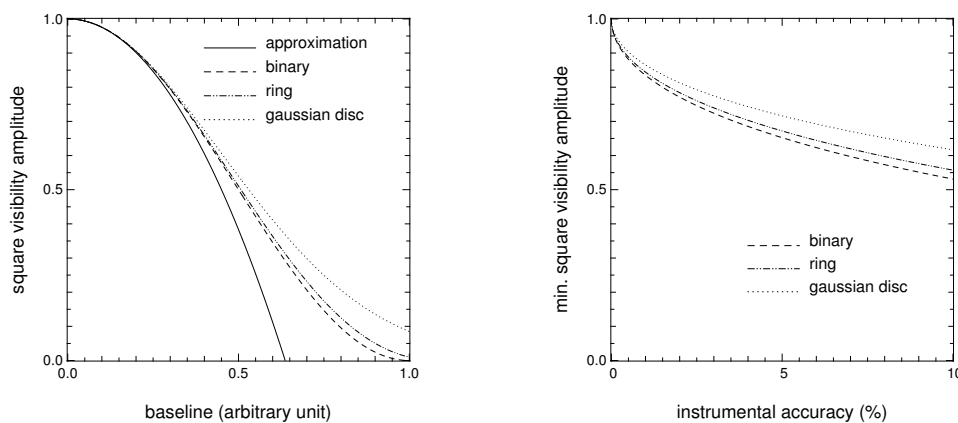 square visibility amplitude
1.0
0.5
0.0
approximation
binary
ring
gaussian disc
0.0 0.5 1.0
baseline (arbitrary unit)
min. square visibility amplitude
1.0
0.5
0.0
binary
ring
gaussian disc
0 5 10
instrumental accuracy (%)